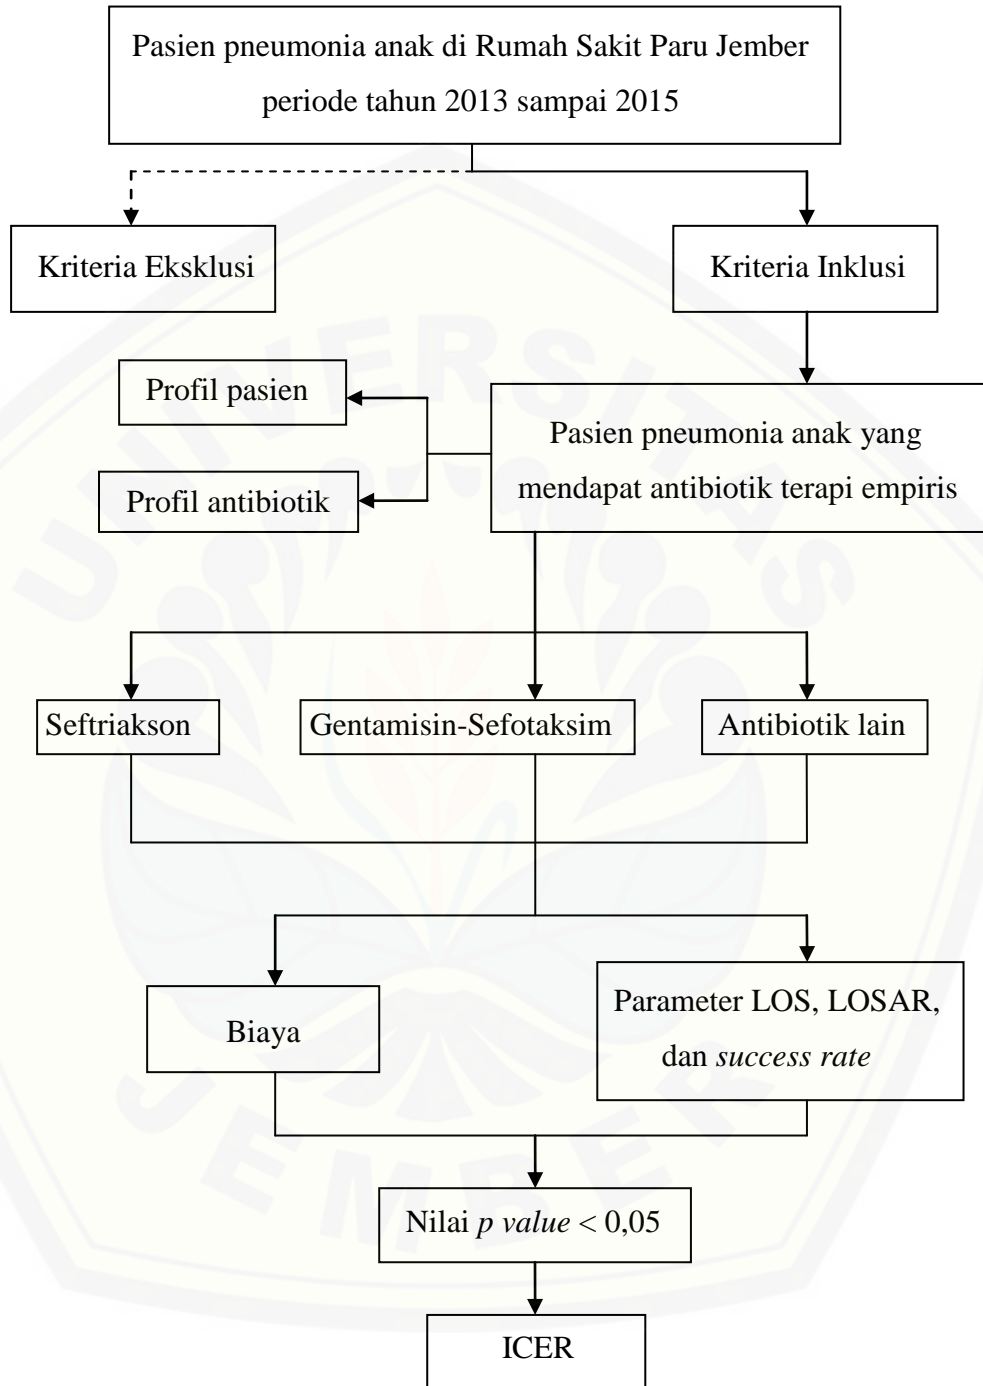 Pasien pneumonia anak di Rumah Sakit Paru Jember
periode tahun 2013 sampai 2015
Kriteria Eksklusi
Kriteria Inklusi
Profil pasien
Profil antibiotik
Pasien pneumonia anak yang
mendapat antibiotik terapi empiris
Seftriakson
Gentamisin-Sefotaksim
Antibiotik lain
Biaya
Parameter LOS, LOSAR,
dan success rate
Nilai p value < 0,05
ICER
UNIVERSITAS
JEMBER